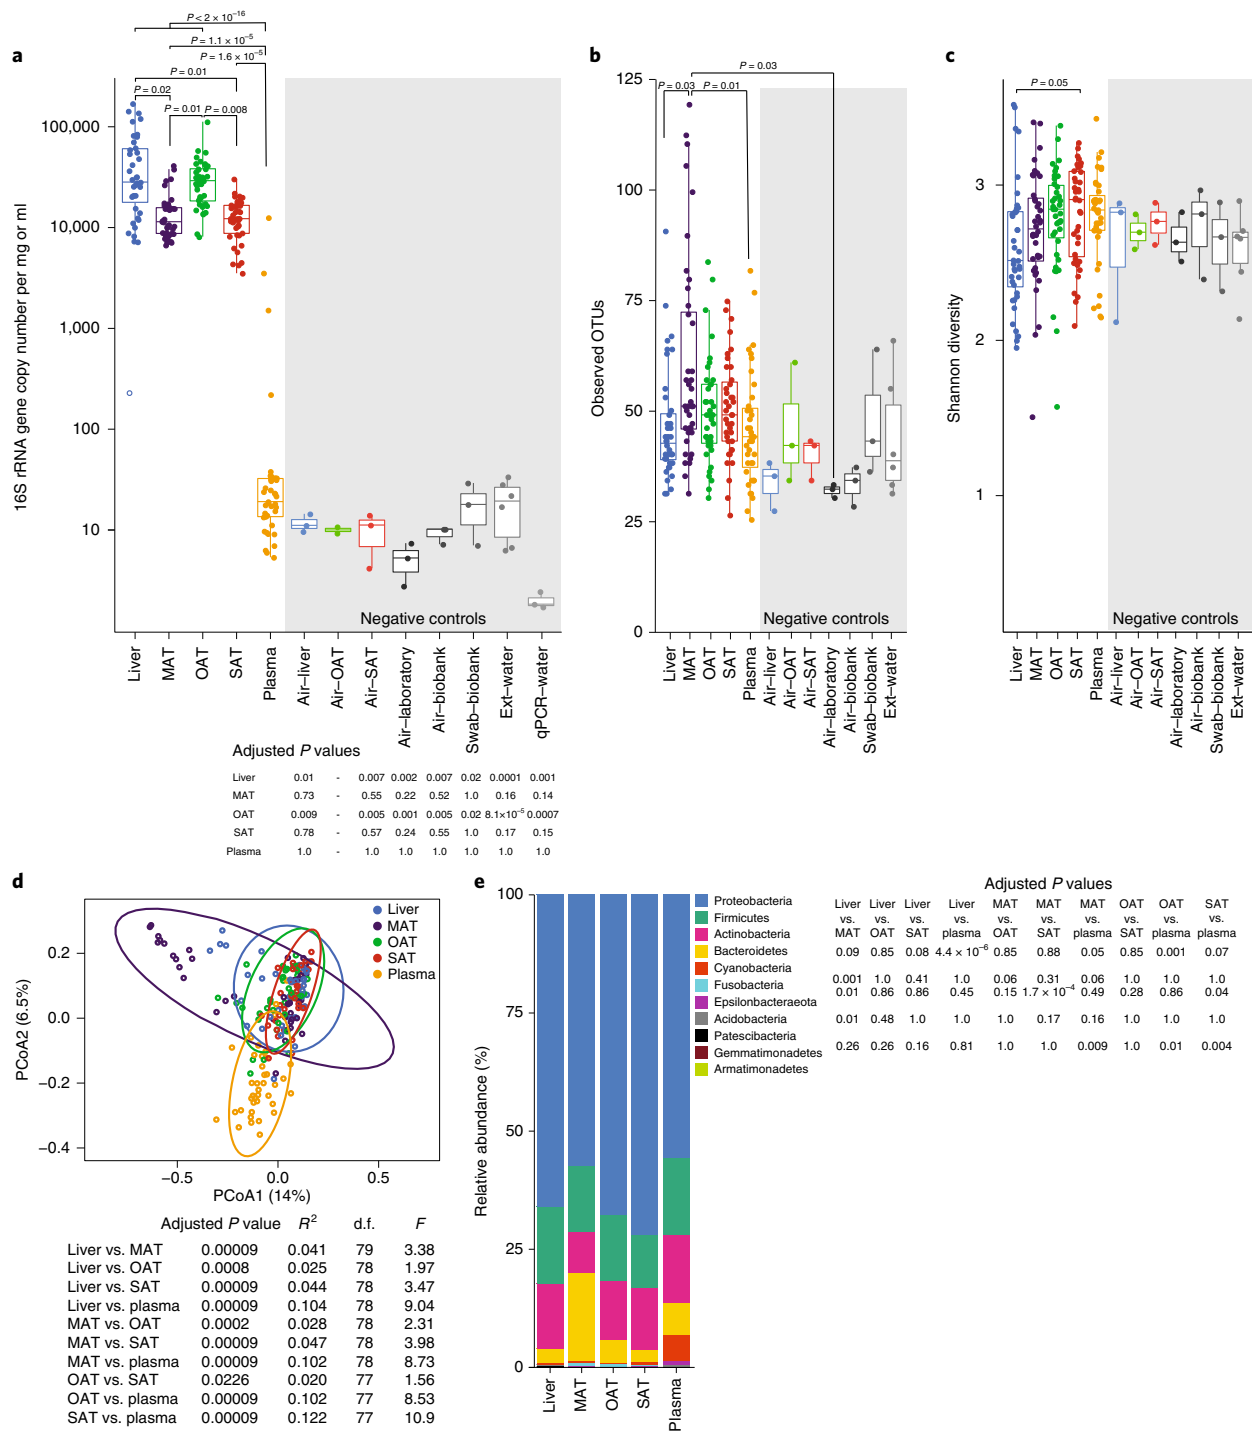 a
P < 2 × 10−16
P = 1.1 × 10−5
P = 1.6 × 10−5
P = 0.01
P = 0.02
P = 0.01
P = 0.008
16S rRNA gene copy number per mg or ml
100,000
10,000
1,000
100
10
Negative controls
Liver
MAT
OAT
SAT
Plasma
Air–liver
Air–OAT
Air–SAT
Air–laboratory
Air–biobank
Swab–biobank
Ext–water
qPCR–water
Adjusted P values
Liver 0.01 - 0.007 0.002 0.007 0.02 0.0001 0.001
MAT 0.73 - 0.55 0.22 0.52 1.0 0.16 0.14
OAT 0.009 - 0.005 0.001 0.005 0.02 8.1×10−5 0.0007
SAT 0.78 - 0.57 0.24 0.55 1.0 0.17 0.15
Plasma 1.0 - 1.0 1.0 1.0 1.0 1.0 1.0
b
P = 0.03
P = 0.03
P = 0.01
Observed OTUs
125
100
75
50
25
0
Negative controls
Liver
MAT
OAT
SAT
Plasma
Air–liver
Air–OAT
Air–SAT
Air–laboratory
Air–biobank
Swab–biobank
Ext–water
c
P = 0.05
Shannon diversity
3
2
1
Negative controls
Liver
MAT
OAT
SAT
Plasma
Air–liver
Air–OAT
Air–SAT
Air–laboratory
Air–biobank
Swab–biobank
Ext–water
d
Liver
MAT
OAT
SAT
Plasma
PCoA2 (6.5%)
0.2
0.0
−0.2
−0.4
−0.5 0.0 0.5
PCoA1 (14%)
Adjusted P value R2 d.f. F
Liver vs. MAT 0.00009 0.041 79 3.38
Liver vs. OAT 0.0008 0.025 78 1.97
Liver vs. SAT 0.00009 0.044 78 3.47
Liver vs. plasma 0.00009 0.104 78 9.04
MAT vs. OAT 0.0002 0.028 78 2.31
MAT vs. SAT 0.00009 0.047 78 3.98
MAT vs. plasma 0.00009 0.102 78 8.73
OAT vs. SAT 0.0226 0.020 77 1.56
OAT vs. plasma 0.00009 0.102 77 8.53
SAT vs. plasma 0.00009 0.122 77 10.9
e
Relative abundance (%)
100
75
50
25
0
Liver
MAT
OAT
SAT
Plasma
Proteobacteria
Firmicutes
Actinobacteria
Bacteroidetes
Cyanobacteria
Fusobacteria
Epsilonbacteraeota
Acidobacteria
Patescibacteria
Gemmatimonadetes
Armatimonadetes
Adjusted P values
Liver Liver Liver Liver MAT MAT MAT OAT OAT SAT
vs. vs. vs. vs. vs. vs. vs. vs. vs. vs.
MAT OAT SAT plasma OAT SAT plasma SAT plasma plasma
0.09 0.85 0.08 4.4 × 10−6 0.85 0.88 0.05 0.85 0.001 0.07
0.001 1.0 0.41 1.0 0.06 0.31 0.06 1.0 1.0 1.0
0.01 0.86 0.86 0.45 0.15 1.7 × 10−4 0.49 0.28 0.86 0.04
0.01 0.48 1.0 1.0 1.0 0.17 0.16 1.0 1.0 1.0
0.26 0.26 0.16 0.81 1.0 1.0 0.009 1.0 0.01 0.004